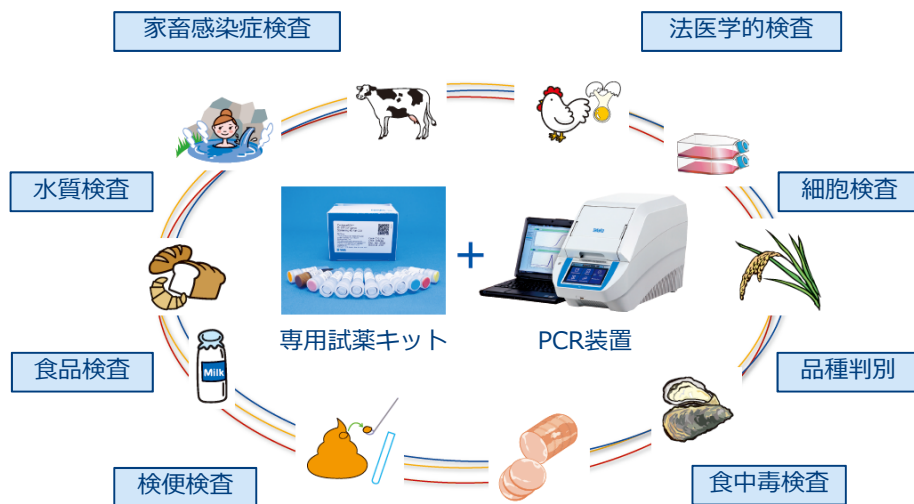 家畜感染症検査
法医学的検査
水質検査
細胞検査
専用試薬キット
+
PCR装置
食品検査
Milk
品種判別
検便検査
食中毒検査